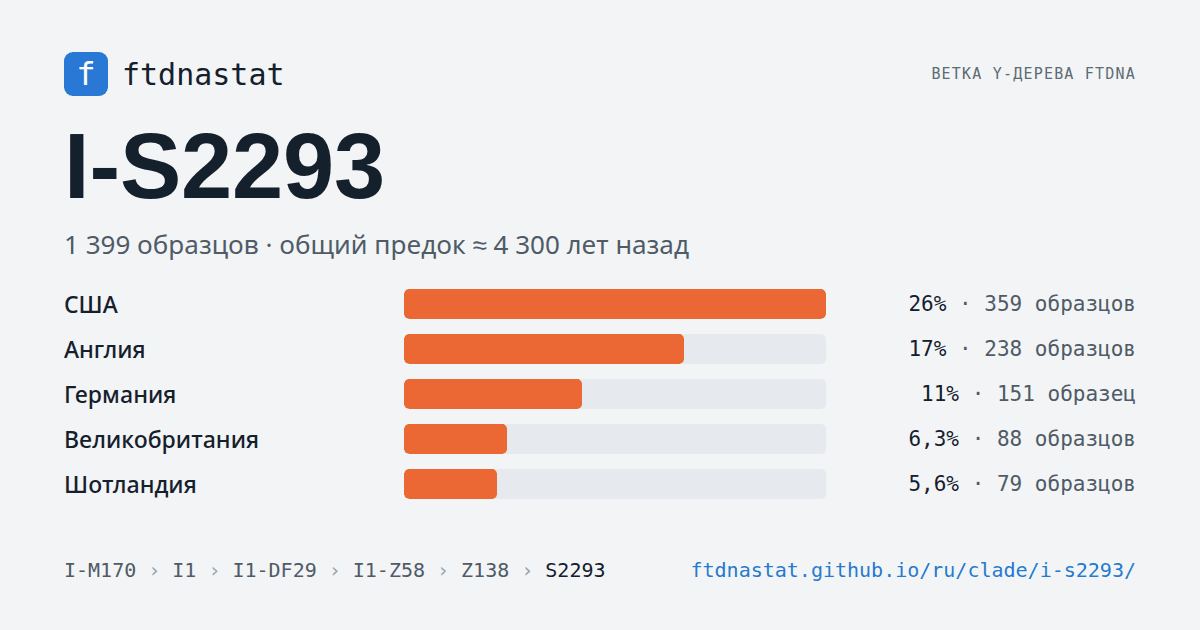 f ftdnastat
ВЕТКА Y-ДЕРЕВА FTDNA
I-S2293
1 399 образцов · общий предок ≈ 4 300 лет назад
США 26% · 359 образцов
Англия 17% · 238 образцов
Германия 11% · 151 образец
Великобритания 6,3% · 88 образцов
Шотландия 5,6% · 79 образцов
I-M170 › I1 › I1-DF29 › I1-Z58 › Z138 › S2293
ftdnastat.github.io/ru/clade/i-s2293/